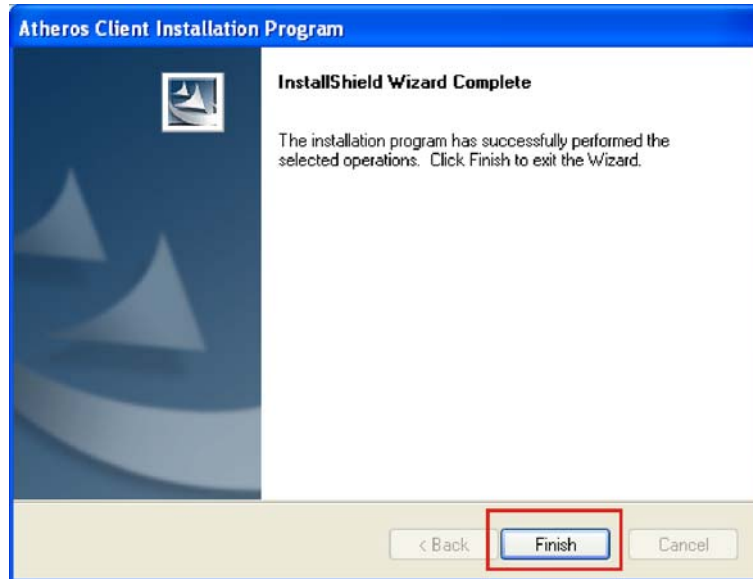 Atheros Client Installation Program
InstallShield Wizard Complete
The installation program has successfully performed the
selected operations. Click Finish to exit the Wizard.
< Back
Finish
Cancel